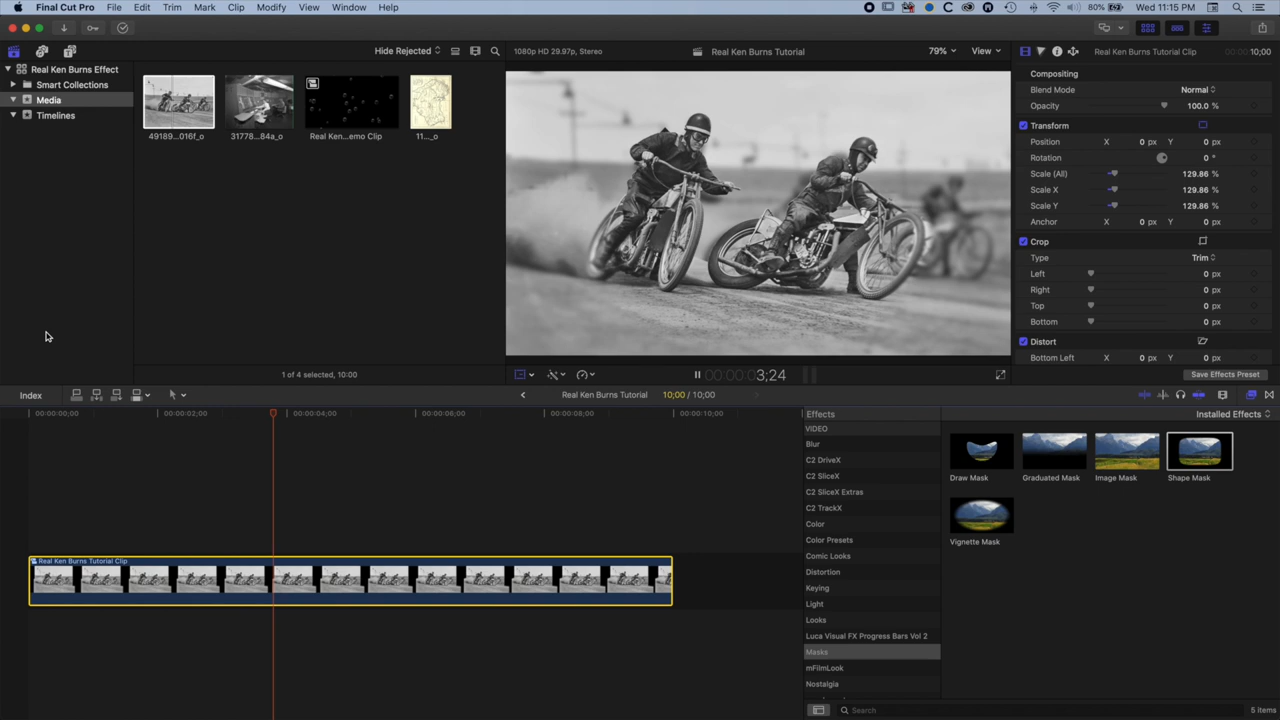 Final Cut Pro File Edit Trim Mark Clip Modify View Window Help 80% Wed 11:15 PM
Hide Rejected 1080p HD 29.97p, Stereo Real Ken Burns Tutorial 79% View Real Ken Burns Tutorial Clip 00:00:10;00
Real Ken Burns Effect
Smart Collections
Media
Timelines
49189...016f_o 31778...84a_o Real Ken...emo Clip 11..._o
1 of 4 selected, 10:00
00:00:00:03;24
Compositing
Blend Mode Normal
Opacity 100.0 %
Transform
Position X 0 px Y 0 px
Rotation 0 °
Scale (All) 129.86 %
Scale X 129.86 %
Scale Y 129.86 %
Anchor X 0 px Y 0 px
Crop
Type Trim
Left 0 px
Right 0 px
Top 0 px
Bottom 0 px
Distort
Bottom Left X 0 px Y 0 px
Save Effects Preset
Index Real Ken Burns Tutorial 10;00 / 10;00
00:00:00;00 00:00:02;00 00:00:04;00 00:00:06;00 00:00:08;00 00:00:10;00
Real Ken Burns Tutorial Clip
Effects Installed Effects
VIDEO
Blur
C2 DriveX
C2 SliceX
C2 SliceX Extras
C2 TrackX
Color
Color Presets
Comic Looks
Distortion
Keying
Light
Looks
Luca Visual FX Progress Bars Vol 2
Masks
mFilmLook
Nostalgia
Draw Mask Graduated Mask Image Mask Shape Mask
Vignette Mask
Search 5 items